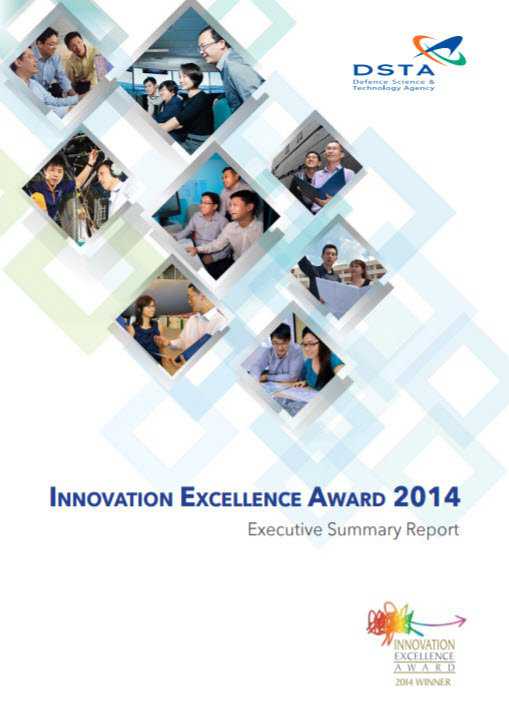 DSTA
Defence Science &
Technology Agency
INNOVATION EXCELLENCE AWARD 2014
Executive Summary Report
INNOVATION
EXCELLENCE
AWARD
2014 WINNER